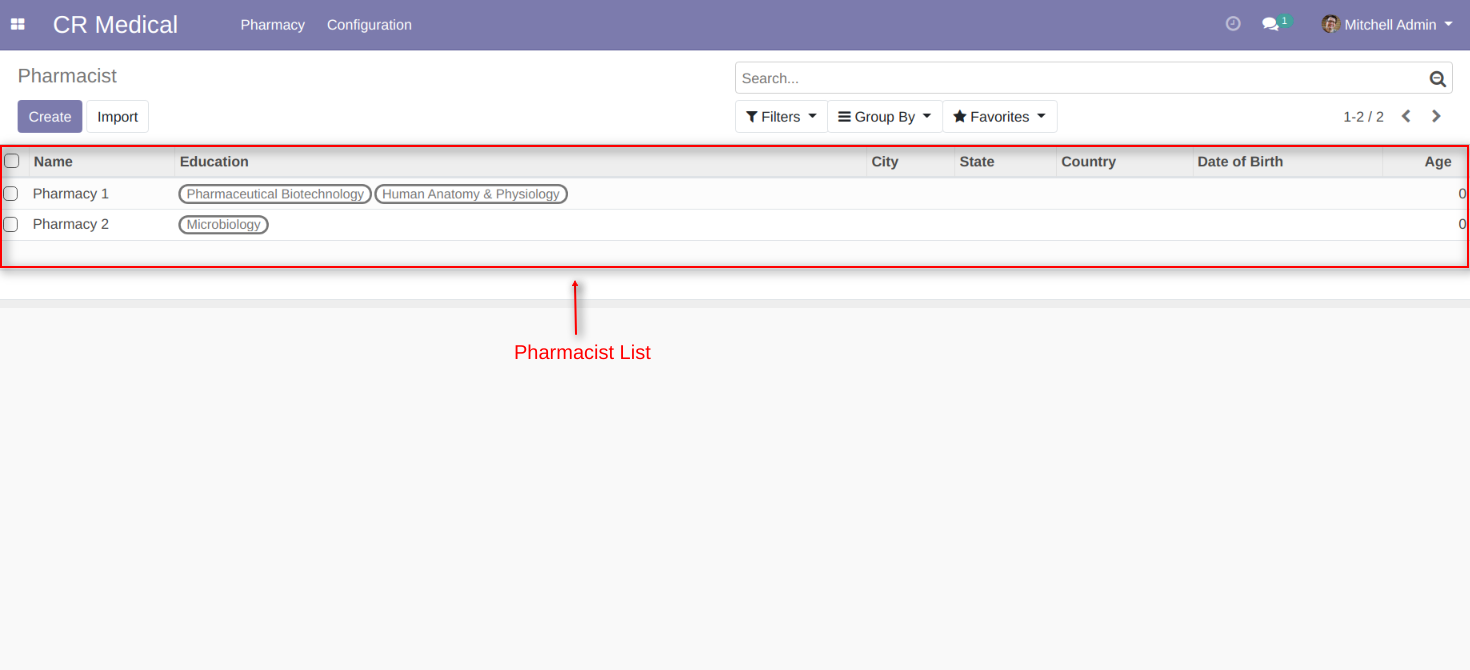 CR Medical Pharmacy Configuration 1 Mitchell Admin
Pharmacist
Search...
Create Import Filters Group By Favorites 1-2 / 2
Name Education City State Country Date of Birth Age
Pharmacy 1 Pharmaceutical Biotechnology Human Anatomy & Physiology 0
Pharmacy 2 Microbiology 0
Pharmacist List